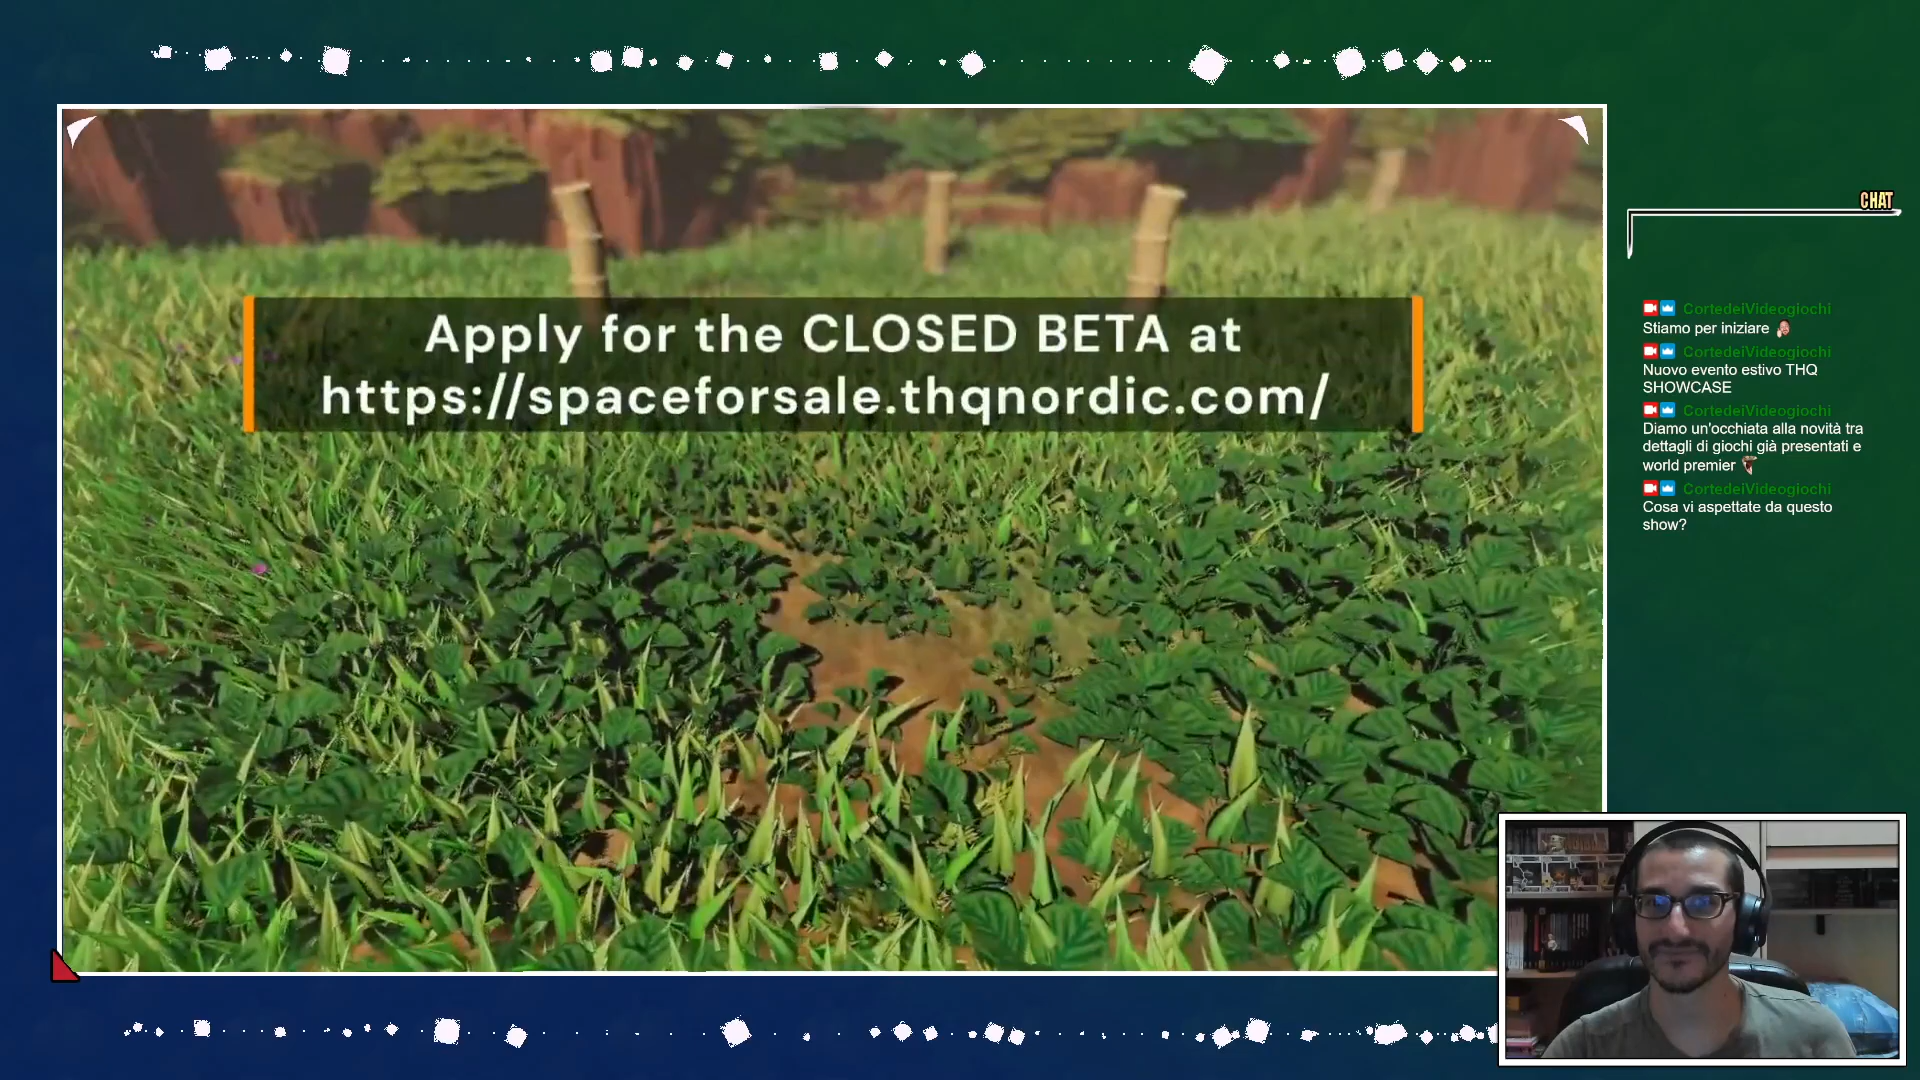 Apply for the CLOSED BETA at
https://spaceforsale.thqnordic.com/
CHAT
CortedeiVideogiochi
Stiamo per iniziare
CortedeiVideogiochi
Nuovo evento estivo THQ
SHOWCASE
CortedeiVideogiochi
Diamo un'occhiata alla novità tra
dettagli di giochi già presentati e
world premier
CortedeiVideogiochi
Cosa vi aspettate da questo
show?